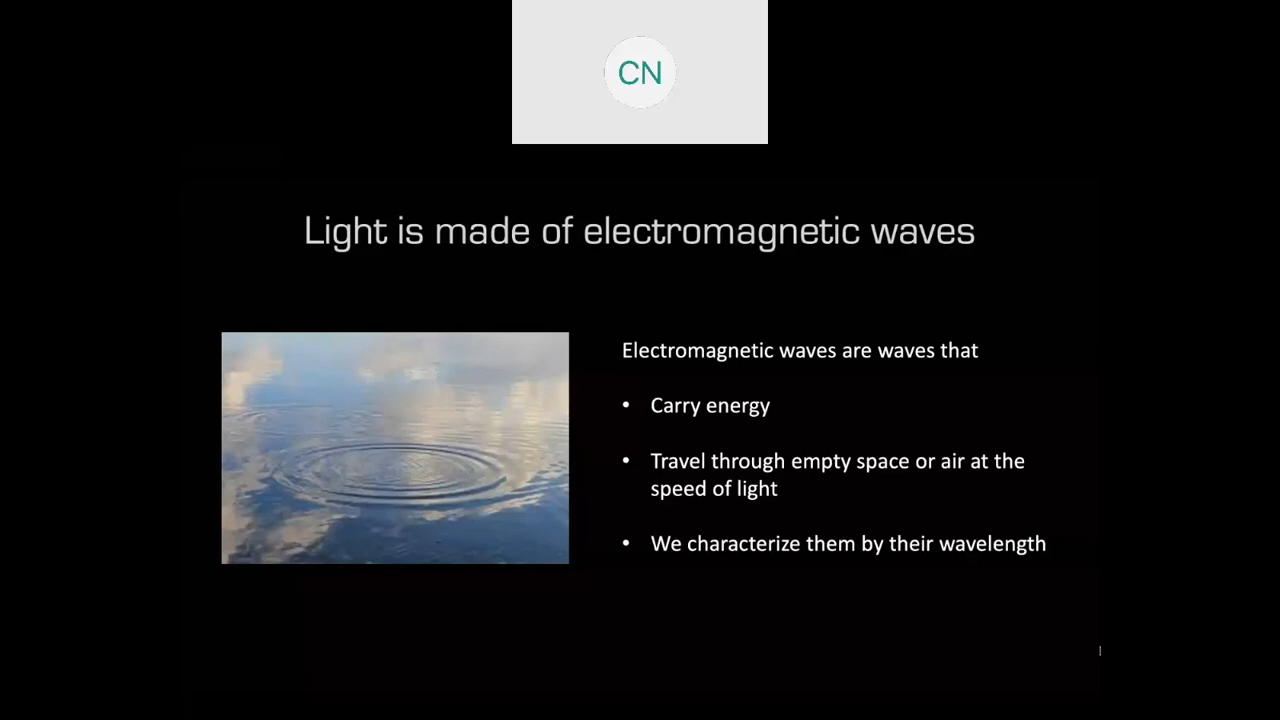 CN
Light is made of electromagnetic waves
Electromagnetic waves are waves that
• Carry energy
• Travel through empty space or air at the
speed of light
• We characterize them by their wavelength